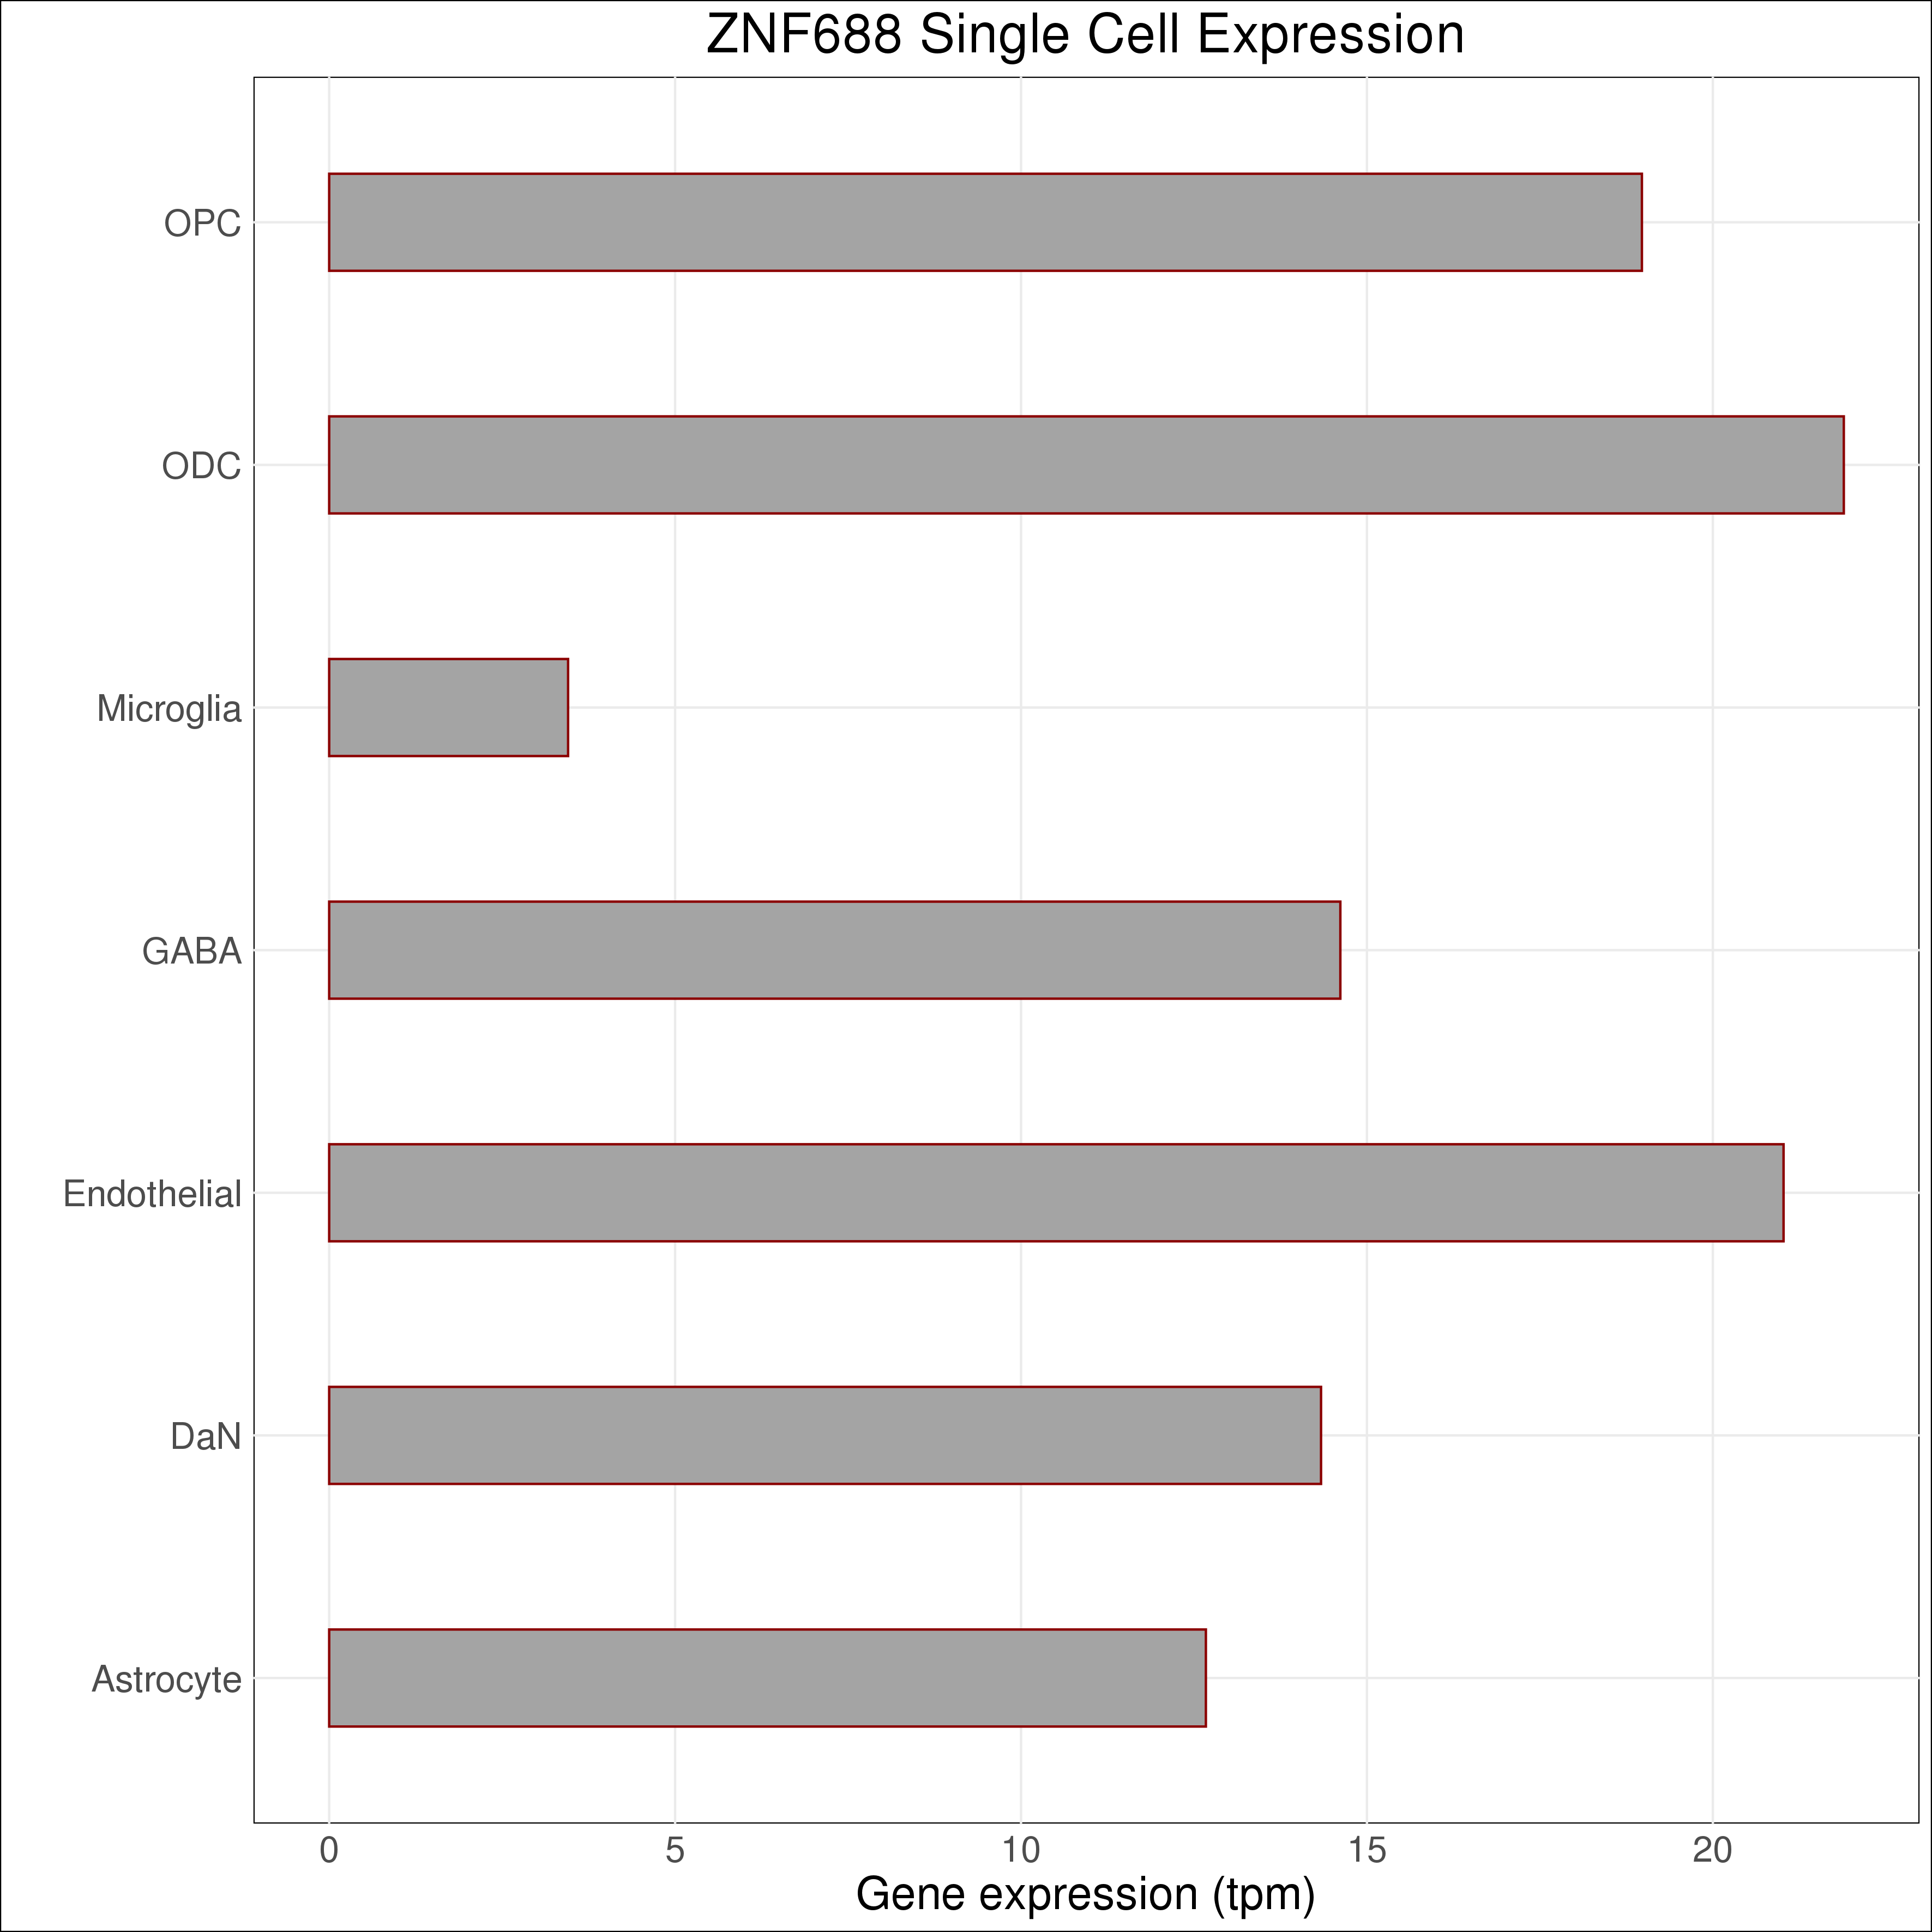 ZNF688 Single Cell Expression
OPC
ODC
Microglia
GABA
Endothelial
DaN
Astrocyte
0 5 10 15 20
Gene expression (tpm)